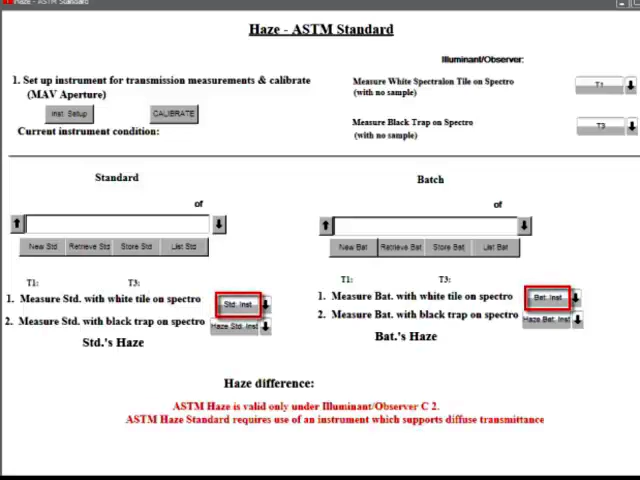 Haze - ASTM Standard
Haze - ASTM Standard
Illuminant/Observer:
1. Set up instrument for transmission measurements & calibrate
(MAV Aperture)
Inst. Setup CALIBRATE
Current instrument condition:
Measure White Spectralon Tile on Spectro
(with no sample)
T1
Measure Black Trap on Spectro
(with no sample)
T3
Standard
of
New Std Retrieve Std Store Std List Std
T1: T3:
1. Measure Std. with white tile on spectro Std. Inst
2. Measure Std. with black trap on spectro Haze Std. Inst
Std.'s Haze
Batch
of
New Bat Retrieve Bat Store Bat List Bat
T1: T3:
1. Measure Bat. with white tile on spectro Bat. Inst
2. Measure Bat. with black trap on spectro Haze Bat. Inst
Bat.'s Haze
Haze difference:
ASTM Haze is valid only under Illuminant/Observer C 2.
ASTM Haze Standard requires use of an instrument which supports diffuse transmittance